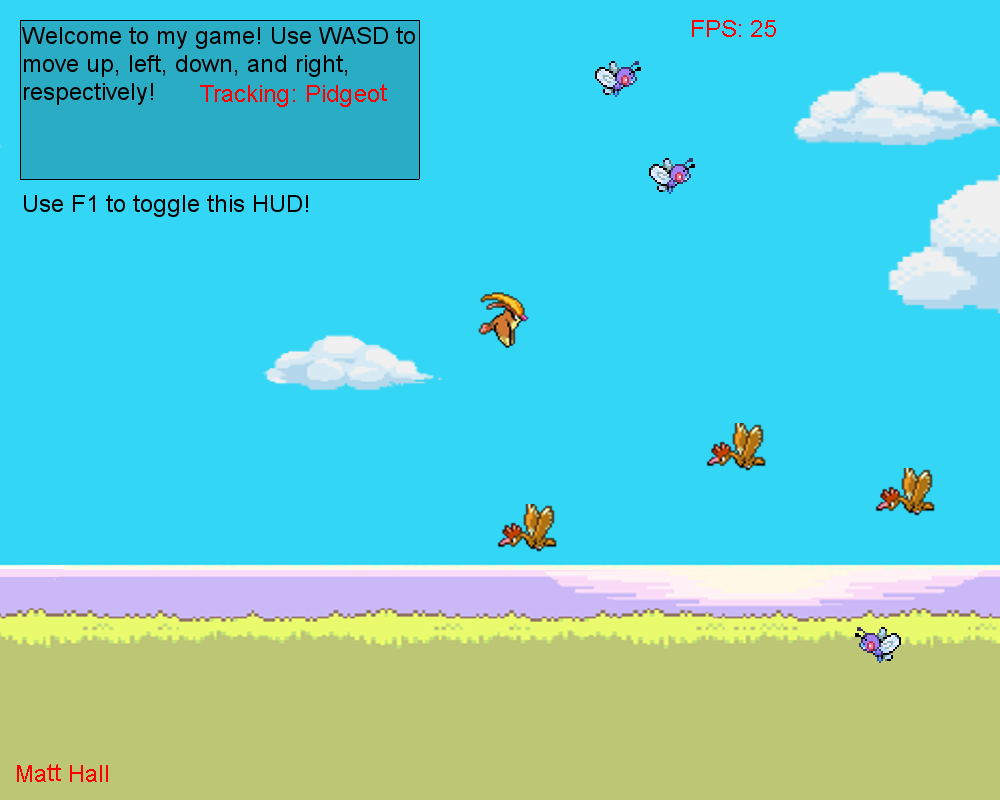 FPS: 25
Welcome to my game! Use WASD to
move up, left, down, and right,
respectively!
Tracking: Pidgeot
Use F1 to toggle this HUD!
Matt Hall